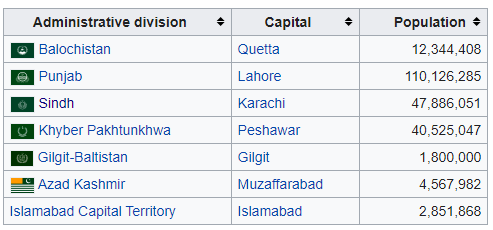 Administrative division Capital Population
Balochistan Quetta 12,344,408
Punjab Lahore 110,126,285
Sindh Karachi 47,886,051
Khyber Pakhtunkhwa Peshawar 40,525,047
Gilgit-Baltistan Gilgit 1,800,000
Azad Kashmir Muzaffarabad 4,567,982
Islamabad Capital Territory Islamabad 2,851,868